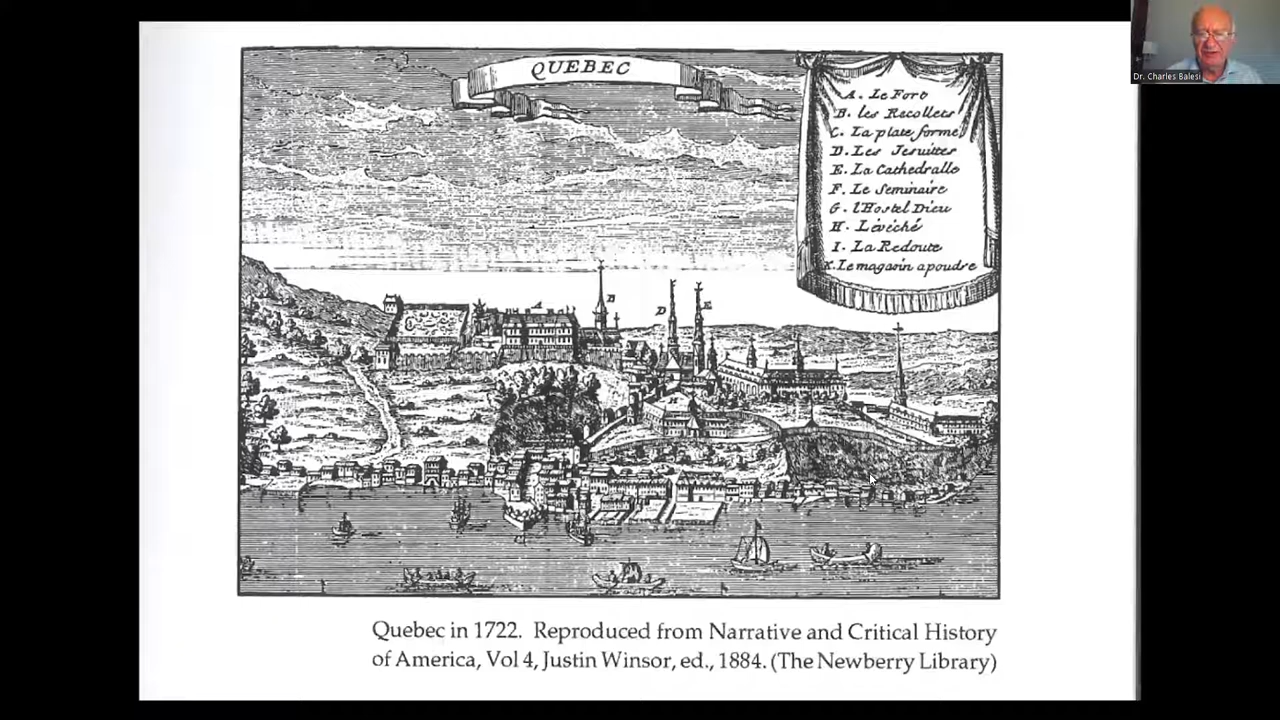 QUEBEC
A. Le Fort
B. les Recollets
C. La plate forme
D. Les Jesuittes
E. La Cathedralle
F. Le Seminaire
G. l'Hostel Dieu
H. L'évêché
I. La Redoute
K. Le magasin a poudre
A
B
D
E
Quebec in 1722. Reproduced from Narrative and Critical History
of America, Vol 4, Justin Winsor, ed., 1884. (The Newberry Library)
Dr. Charles Balesi